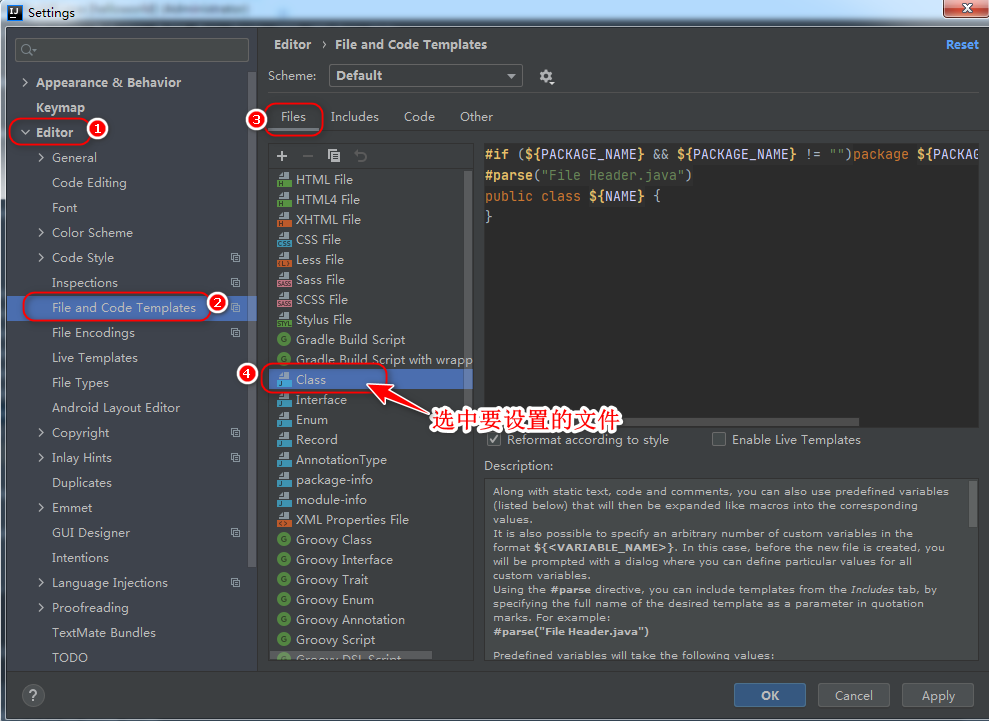 Settings
Editor › File and Code Templates
Reset
Scheme: Default
Appearance & Behavior
Keymap
Editor
1
General
Code Editing
Font
Color Scheme
Code Style
Inspections
File and Code Templates
2
File Encodings
Live Templates
File Types
Android Layout Editor
Copyright
Inlay Hints
Duplicates
Emmet
GUI Designer
Intentions
Language Injections
Proofreading
TextMate Bundles
TODO
3
Files Includes Code Other
HTML File
HTML4 File
XHTML File
CSS File
Less File
Sass File
SCSS File
Stylus File
Gradle Build Script
Gradle Build Script with wrapp
4
Class
Interface
Enum
Record
AnnotationType
package-info
module-info
XML Properties File
Groovy Class
Groovy Interface
Groovy Trait
Groovy Enum
Groovy Annotation
Groovy Script
Groovy DSL Script
选中要设置的文件
#if (${PACKAGE_NAME} && ${PACKAGE_NAME} != "")package ${PACKAG
#parse("File Header.java")
public class ${NAME} {
}
Reformat according to style
Enable Live Templates
Description:
Along with static text, code and comments, you can also use predefined variables
(listed below) that will then be expanded like macros into the corresponding
values.
It is also possible to specify an arbitrary number of custom variables in the
format ${<VARIABLE_NAME>}. In this case, before the new file is created, you
will be prompted with a dialog where you can define particular values for all
custom variables.
Using the #parse directive, you can include templates from the Includes tab, by
specifying the full name of the desired template as a parameter in quotation
marks. For example:
#parse("File Header.java")
Predefined variables will take the following values:
?
OK
Cancel
Apply